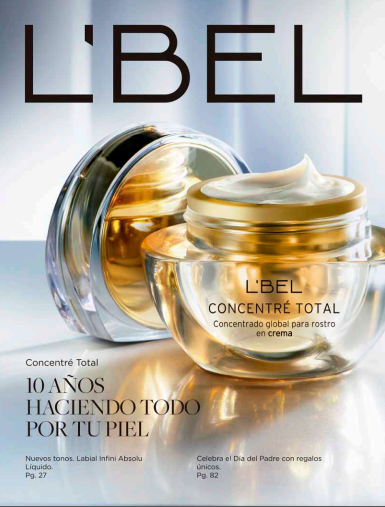 L'BEL
L'BEL
CONCENTRÉ TOTAL
Concentrado global para rostro
en crema
Concentré Total
10 AÑOS
HACIENDO TODO
POR TU PIEL
Nuevos tonos. Labial Infini Absolu
Líquido.
Pg. 27
Celebra el Día del Padre con regalos
únicos.
Pg. 82